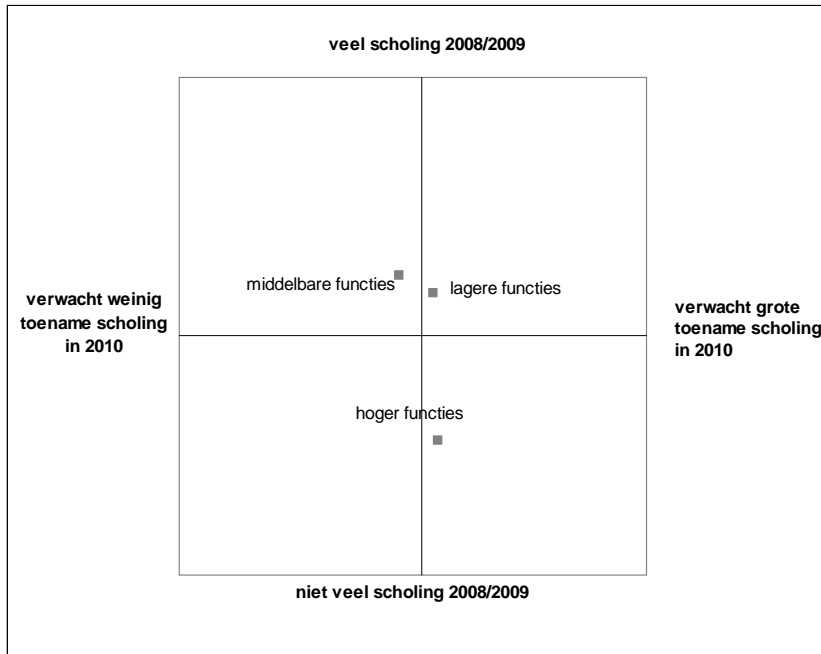 veel scholing 2008/2009
middelbare functies
lagere functies
verwacht weinig
toename scholing
in 2010
verwacht grote
toename scholing
in 2010
hoger functies
niet veel scholing 2008/2009